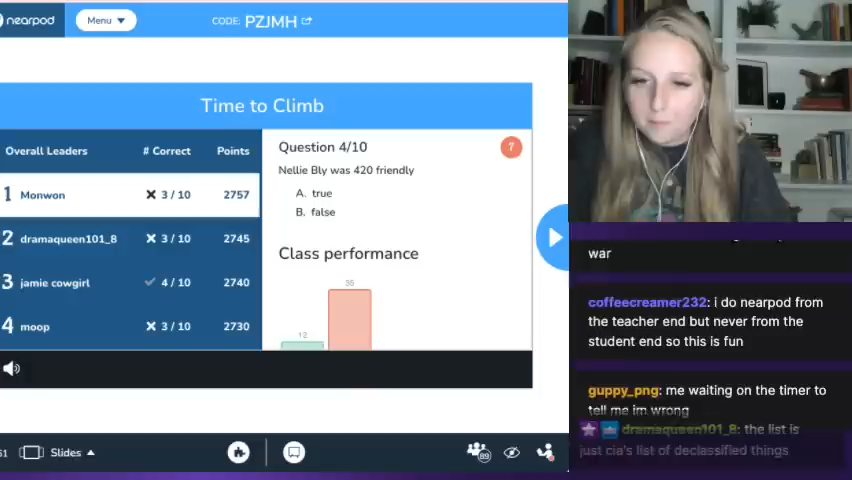 nearpod
Menu
CODE: PZJMH
Time to Climb
Overall Leaders # Correct Points
1 Monwon 3 / 10 2757
2 dramaqueen101_8 3 / 10 2745
3 jamie cowgirl 4 / 10 2740
4 moop 3 / 10 2730
Question 4/10
7
Nellie Bly was 420 friendly
A. true
B. false
Class performance
35
12
61
Slides
89
war
coffeecreamer232: i do nearpod from
the teacher end but never from the
student end so this is fun
guppy_png: me waiting on the timer to
tell me im wrong
dramaqueen101_8: the list is
just cia's list of declassified things